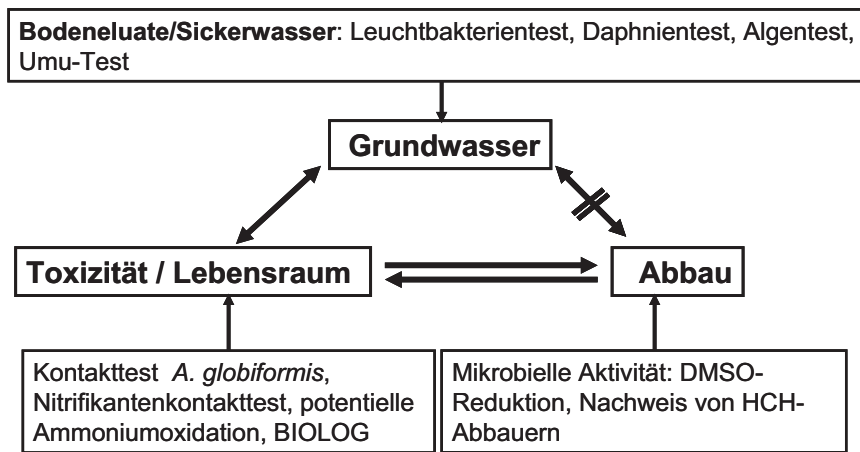 Bodeneluate/Sickerwasser: Leuchtbakterientest, Daphnientest, Algentest,
Umu-Test
Grundwasser
Toxizität / Lebensraum
Abbau
Kontakttest A. globiformis,
Nitrifikantenkontakttest, potentielle
Ammoniumoxidation, BIOLOG
Mikrobielle Aktivität: DMSO-
Reduktion, Nachweis von HCH-
Abbauern